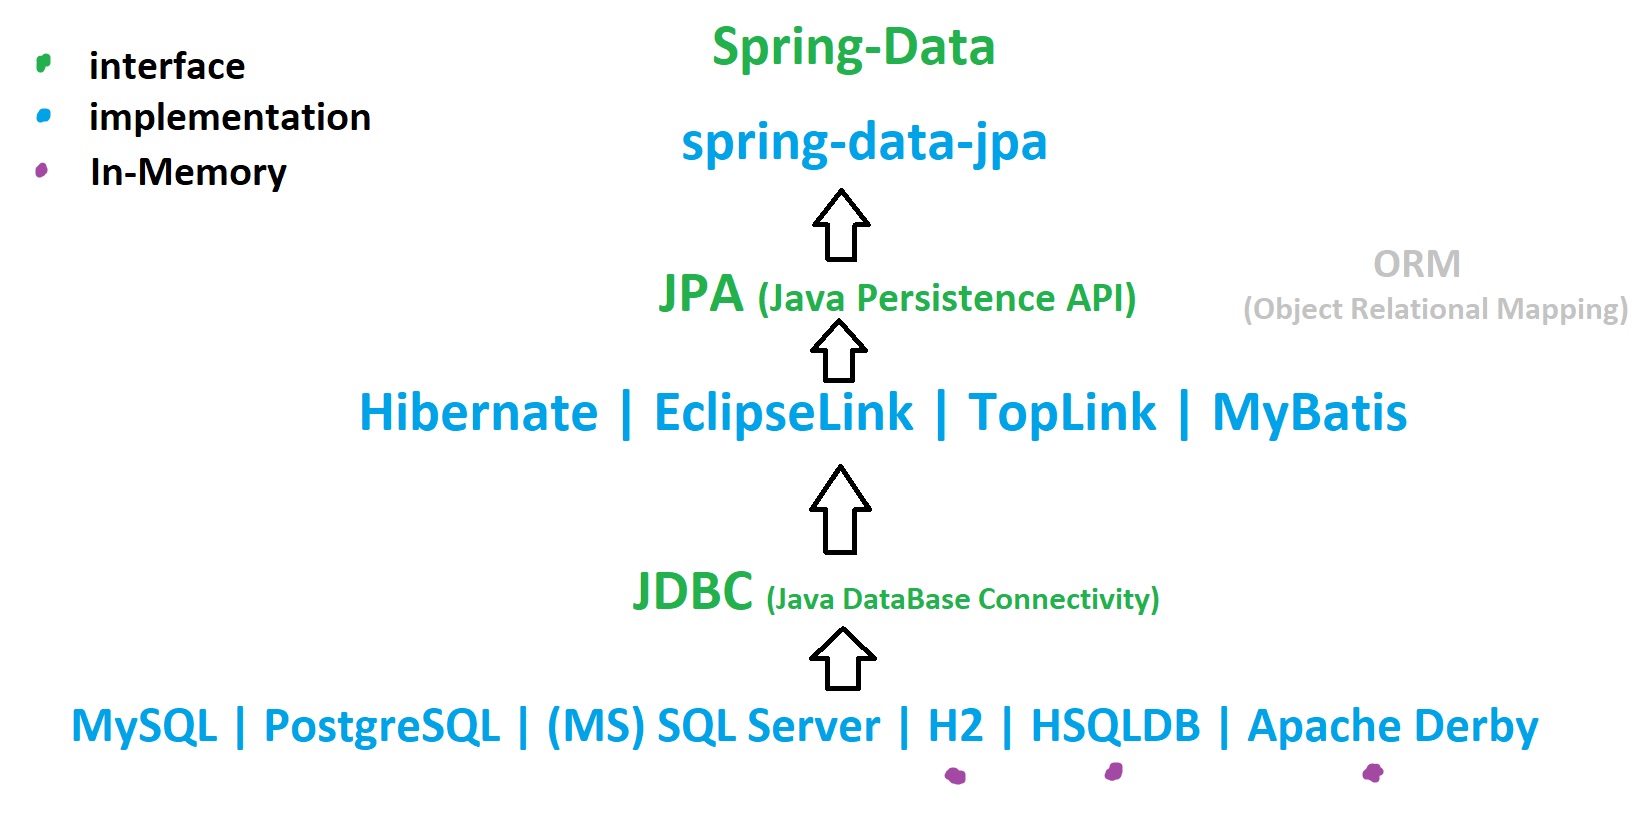 interface
implementation
In-Memory
Spring-Data
spring-data-jpa
JPA (Java Persistence API)
ORM
(Object Relational Mapping)
Hibernate | EclipseLink | TopLink | MyBatis
JDBC (Java DataBase Connectivity)
MySQL | PostgreSQL | (MS) SQL Server | H2 | HSQLDB | Apache Derby